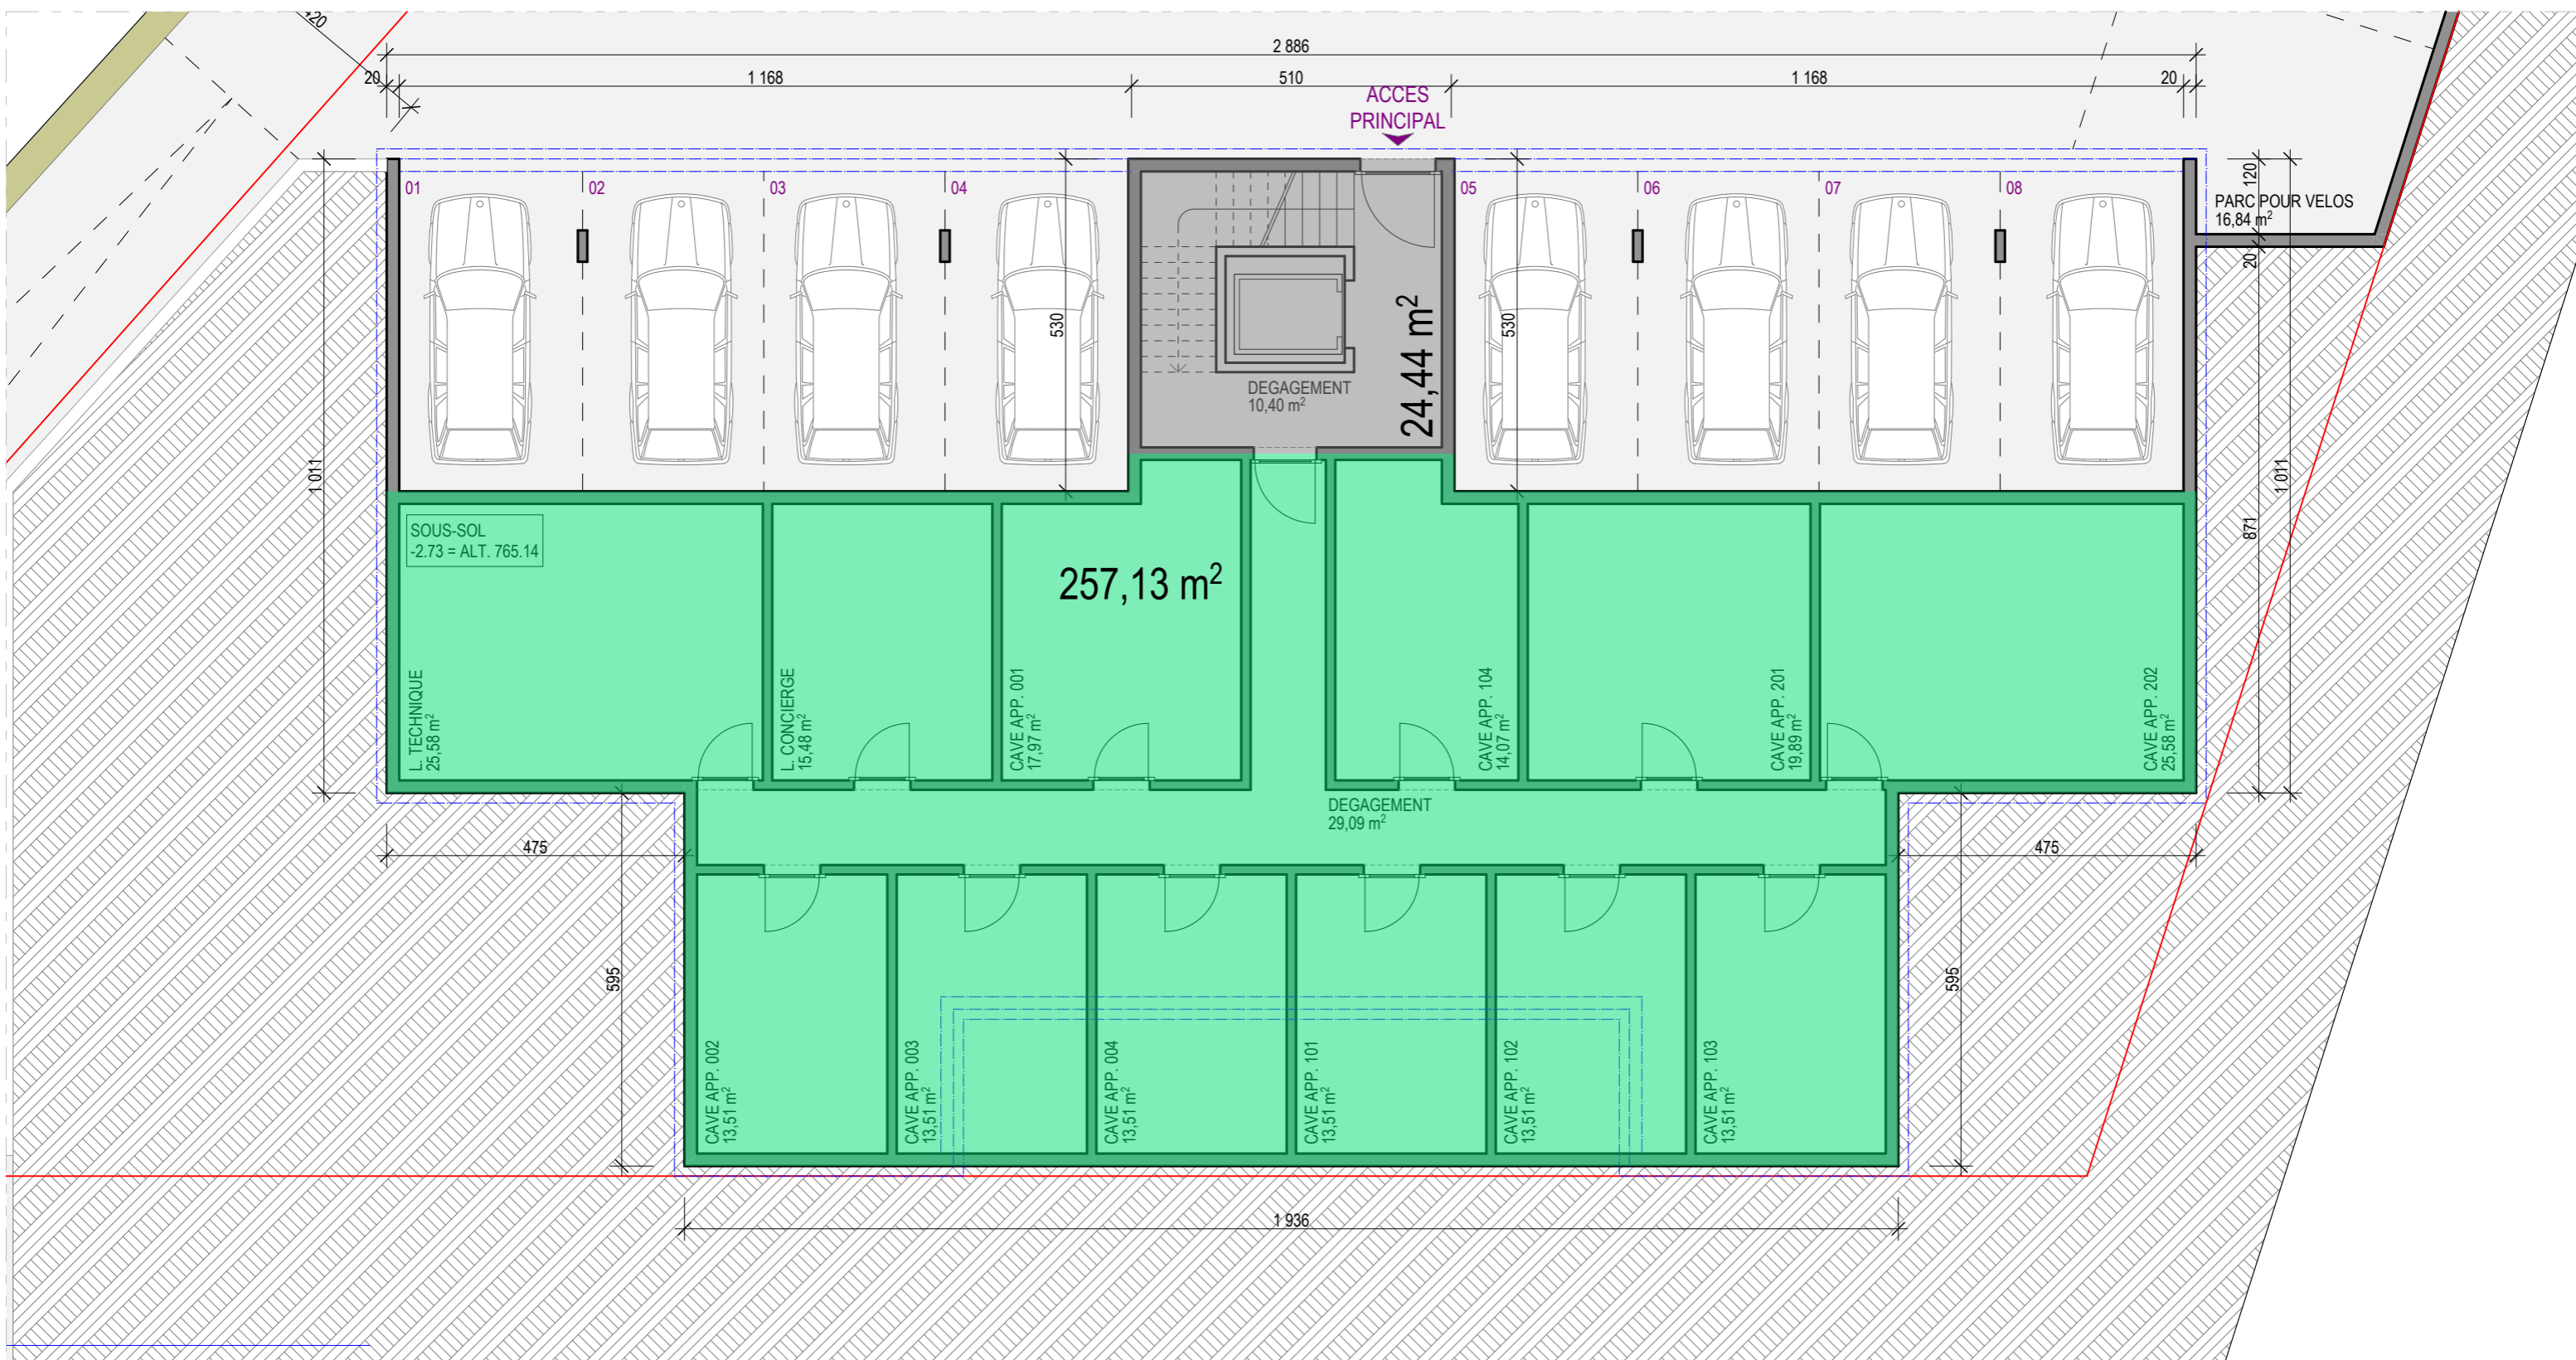 420
2 886
20
1 168
510
1 168
20
ACCES
PRINCIPAL
01
02
03
04
05
06
07
08
120
PARC POUR VELOS
16,84 m²
20
530
530
24,44 m²
DEGAGEMENT
10,40 m²
1 011
1 011
871
SOUS-SOL
-2.73 = ALT. 765.14
257,13 m²
L. TECHNIQUE
25,58 m²
L. CONCIERGE
15,48 m²
CAVE APP. 001
17,97 m²
CAVE APP. 104
14,07 m²
CAVE APP. 201
19,89 m²
CAVE APP. 202
25,58 m²
DEGAGEMENT
29,09 m²
475
475
595
595
CAVE APP. 002
13,51 m²
CAVE APP. 003
13,51 m²
CAVE APP. 004
13,51 m²
CAVE APP. 101
13,51 m²
CAVE APP. 102
13,51 m²
CAVE APP. 103
13,51 m²
1 936